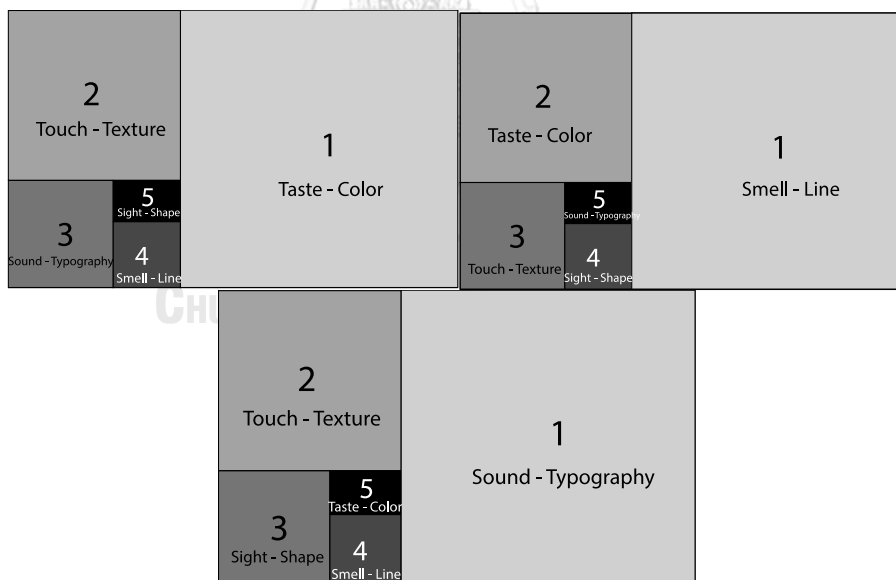 2
Touch - Texture
1
Taste - Color
5
Sight - Shape
3
Sound - Typography
4
Smell - Line
2
Taste - Color
1
Smell - Line
5
Sound - Typography
3
Touch - Texture
4
Sight - Shape
CHU
2
Touch - Texture
1
Sound - Typography
5
Taste - Color
3
Sight - Shape
4
Smell - Line